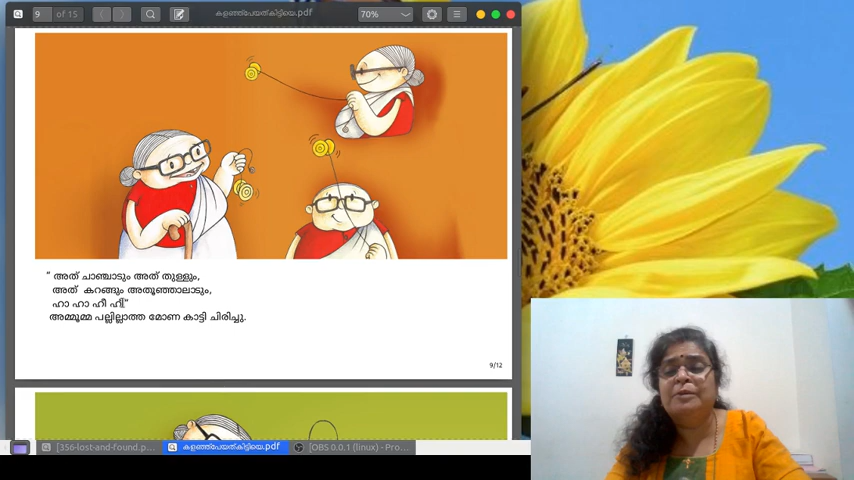 9 of 15
കളഞ്ഞ്പേയത്കിട്ടിയെ.pdf
70%
" അത് ചാഞ്ചാടും അത് തുള്ളും,
അത് കറങ്ങും അതൂഞ്ഞാലാടും,
ഹാ ഹാ ഹീ ഹി"
അമ്മൂമ്മ പല്ലില്ലാത്ത മോണ കാട്ടി ചിരിച്ചു.
9/12
[356-lost-and-found.p...
കളഞ്ഞ്പേയത്കിട്ടിയെ.pdf
[OBS 0.0.1 (linux) - Pro...